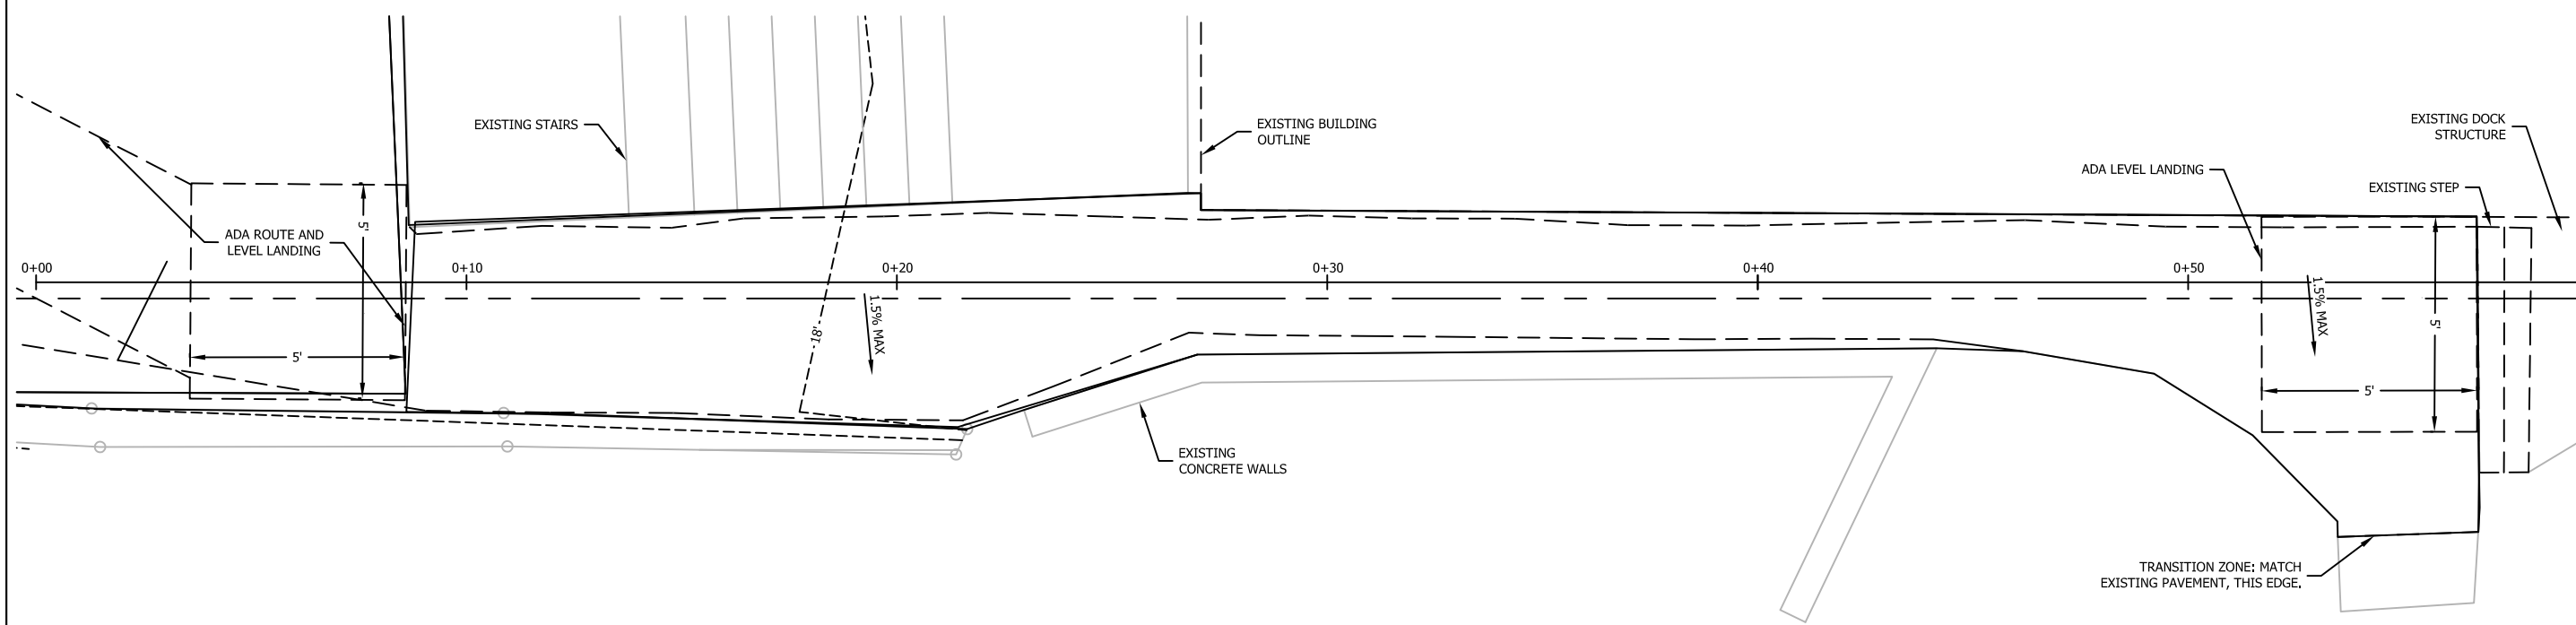 EXISTING STAIRS
EXISTING BUILDING
OUTLINE
EXISTING DOCK
STRUCTURE
ADA LEVEL LANDING
EXISTING STEP
5'
ADA ROUTE AND
LEVEL LANDING
0+00
0+10
0+20
0+30
0+40
0+50
1.5% MAX
1.5% MAX
18'
5'
5'
5'
EXISTING
CONCRETE WALLS
TRANSITION ZONE: MATCH
EXISTING PAVEMENT, THIS EDGE.